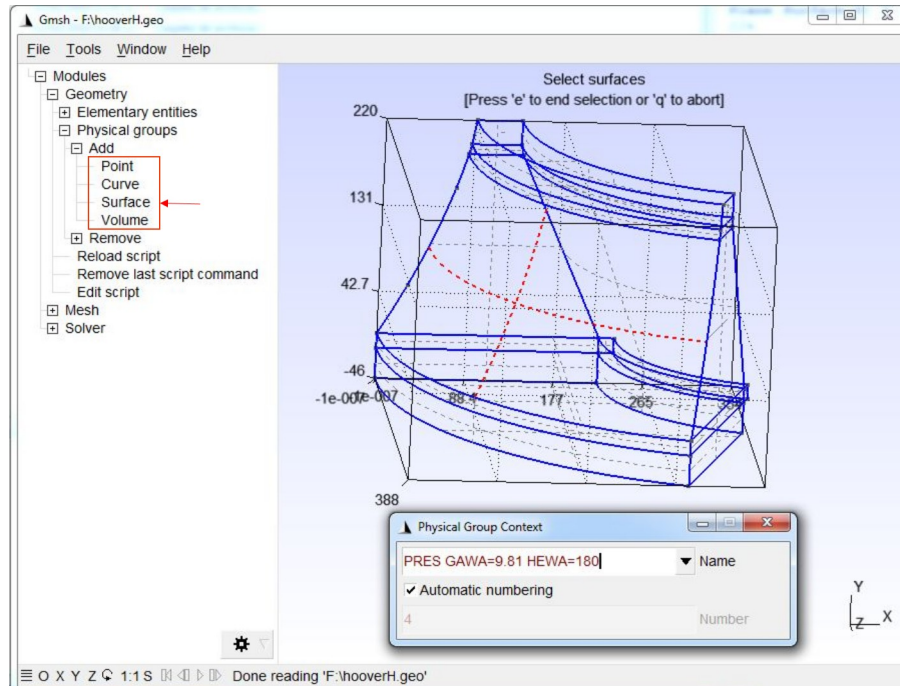 Gmsh - F:\hooverH.geo
File Tools Window Help
Modules
Geometry
Elementary entities
Physical groups
Add
Point
Curve
Surface
Volume
Remove
Reload script
Remove last script command
Edit script
Mesh
Solver
Select surfaces
[Press 'e' to end selection or 'q' to abort]
220
131
42.7
-46
-1e-007
88.4
177
265
388
Physical Group Context
PRES GAWA=9.81 HEWA=180
Name
Automatic numbering
4
Number
Y
Z X
O X Y Z 1:1 S Done reading 'F:\hooverH.geo'